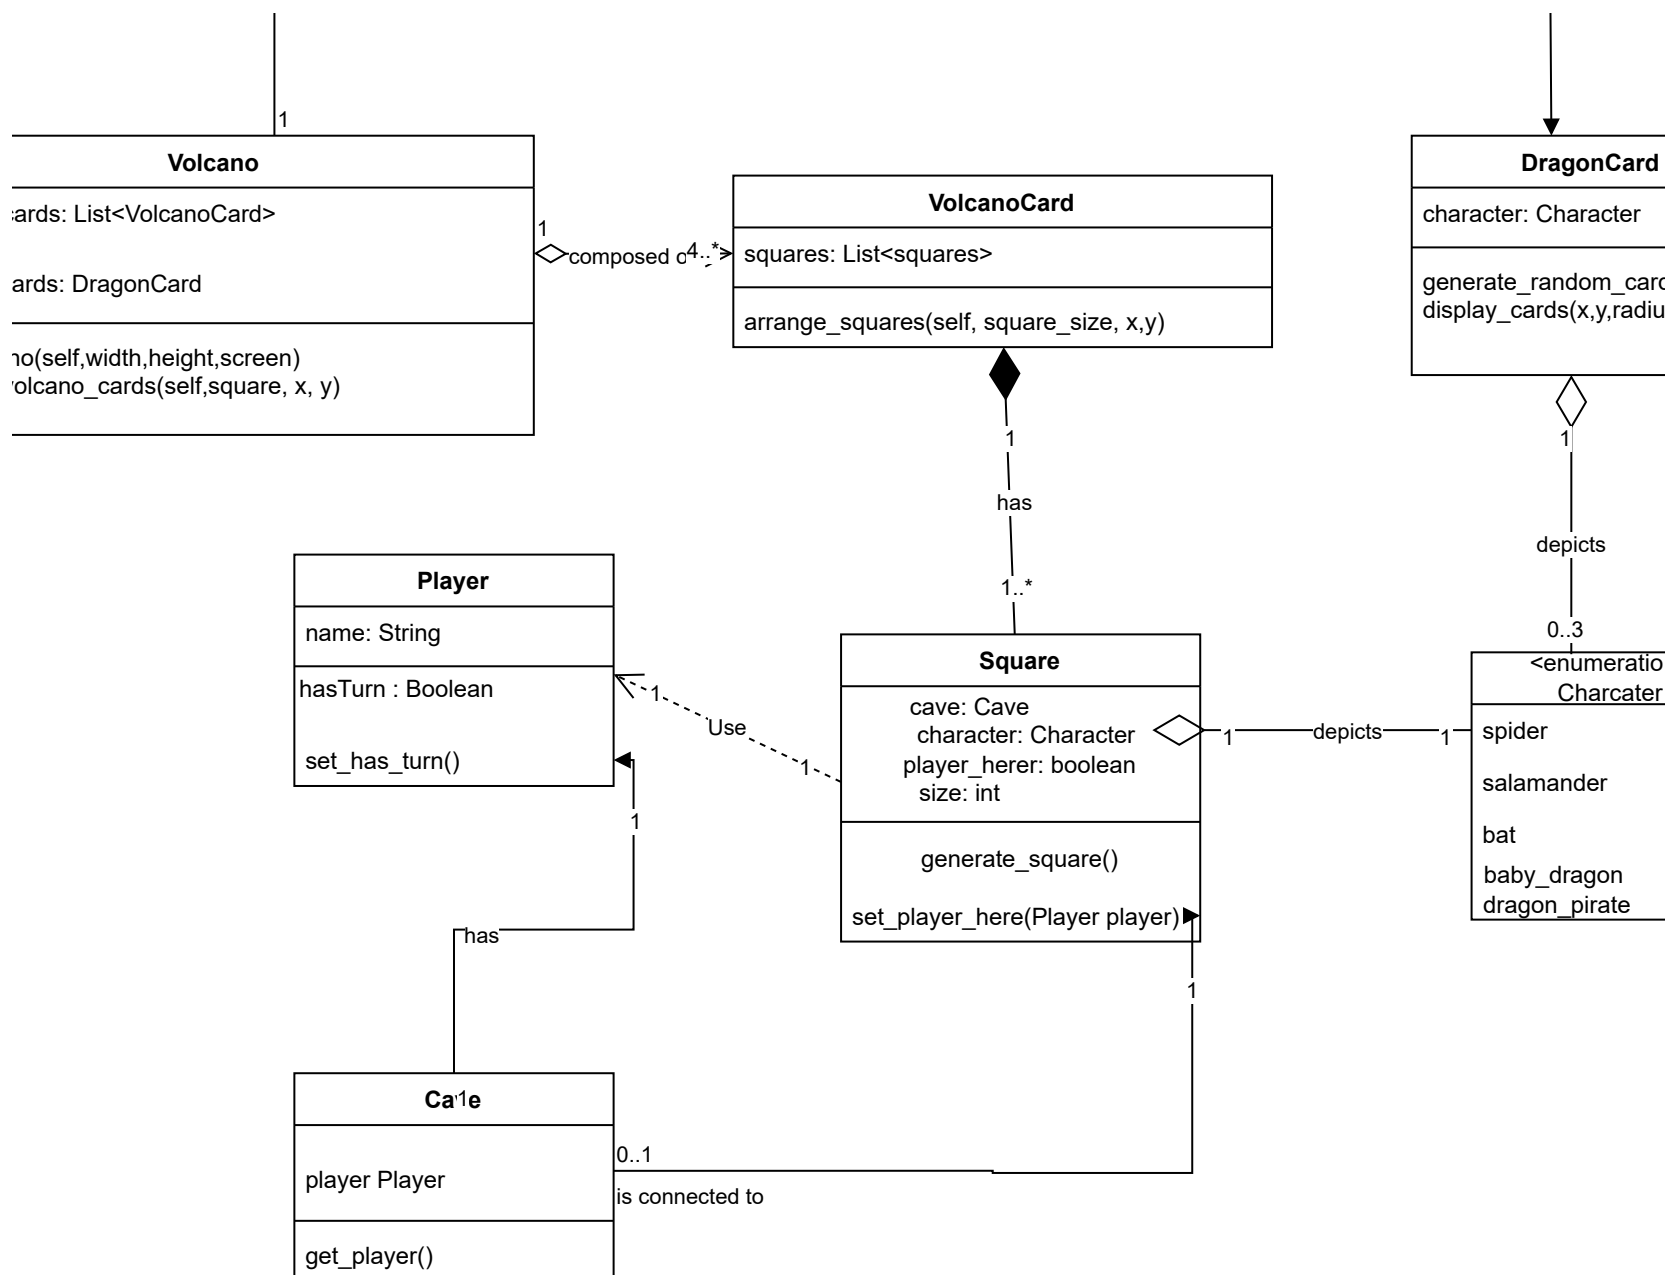 1
Volcano
cards: List<VolcanoCard>
ards: DragonCard
no(self,width,height,screen)
volcano_cards(self,square, x, y)
1
composed
4..*
VolcanoCard
squares: List<squares>
arrange_squares(self, square_size, x,y)
DragonCard
character: Character
generate_random_card
display_cards(x,y,radiu
1
has
1..*
1
depicts
0..3
Player
name: String
hasTurn : Boolean
set_has_turn()
1
Use
1
Square
cave: Cave
character: Character
player_herer: boolean
size: int
generate_square()
set_player_here(Player player)
1
depicts
1
<enumeratio
Charcater
spider
salamander
bat
baby_dragon
dragon_pirate
1
has
1
1
Cave
player Player
get_player()
0..1
is connected to